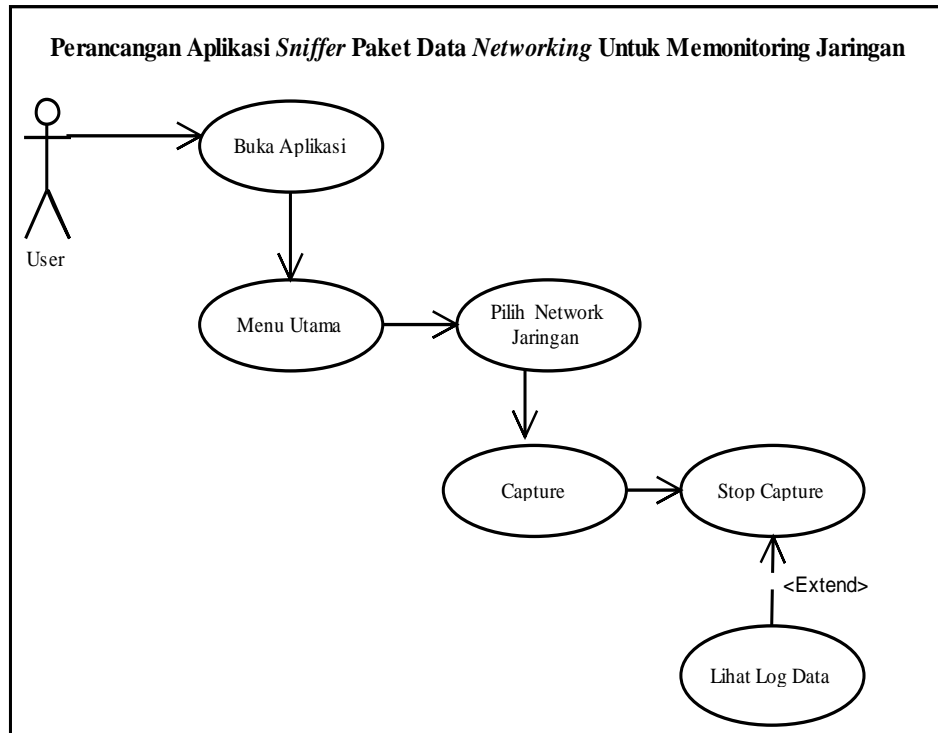 Perancangan Aplikasi Sniffer Paket Data Networking Untuk Memonitoring Jaringan
Buka Aplikasi
User
Menu Utama
Pilih Network
Jaringan
Capture
Stop Capture
<Extend>
Lihat Log Data